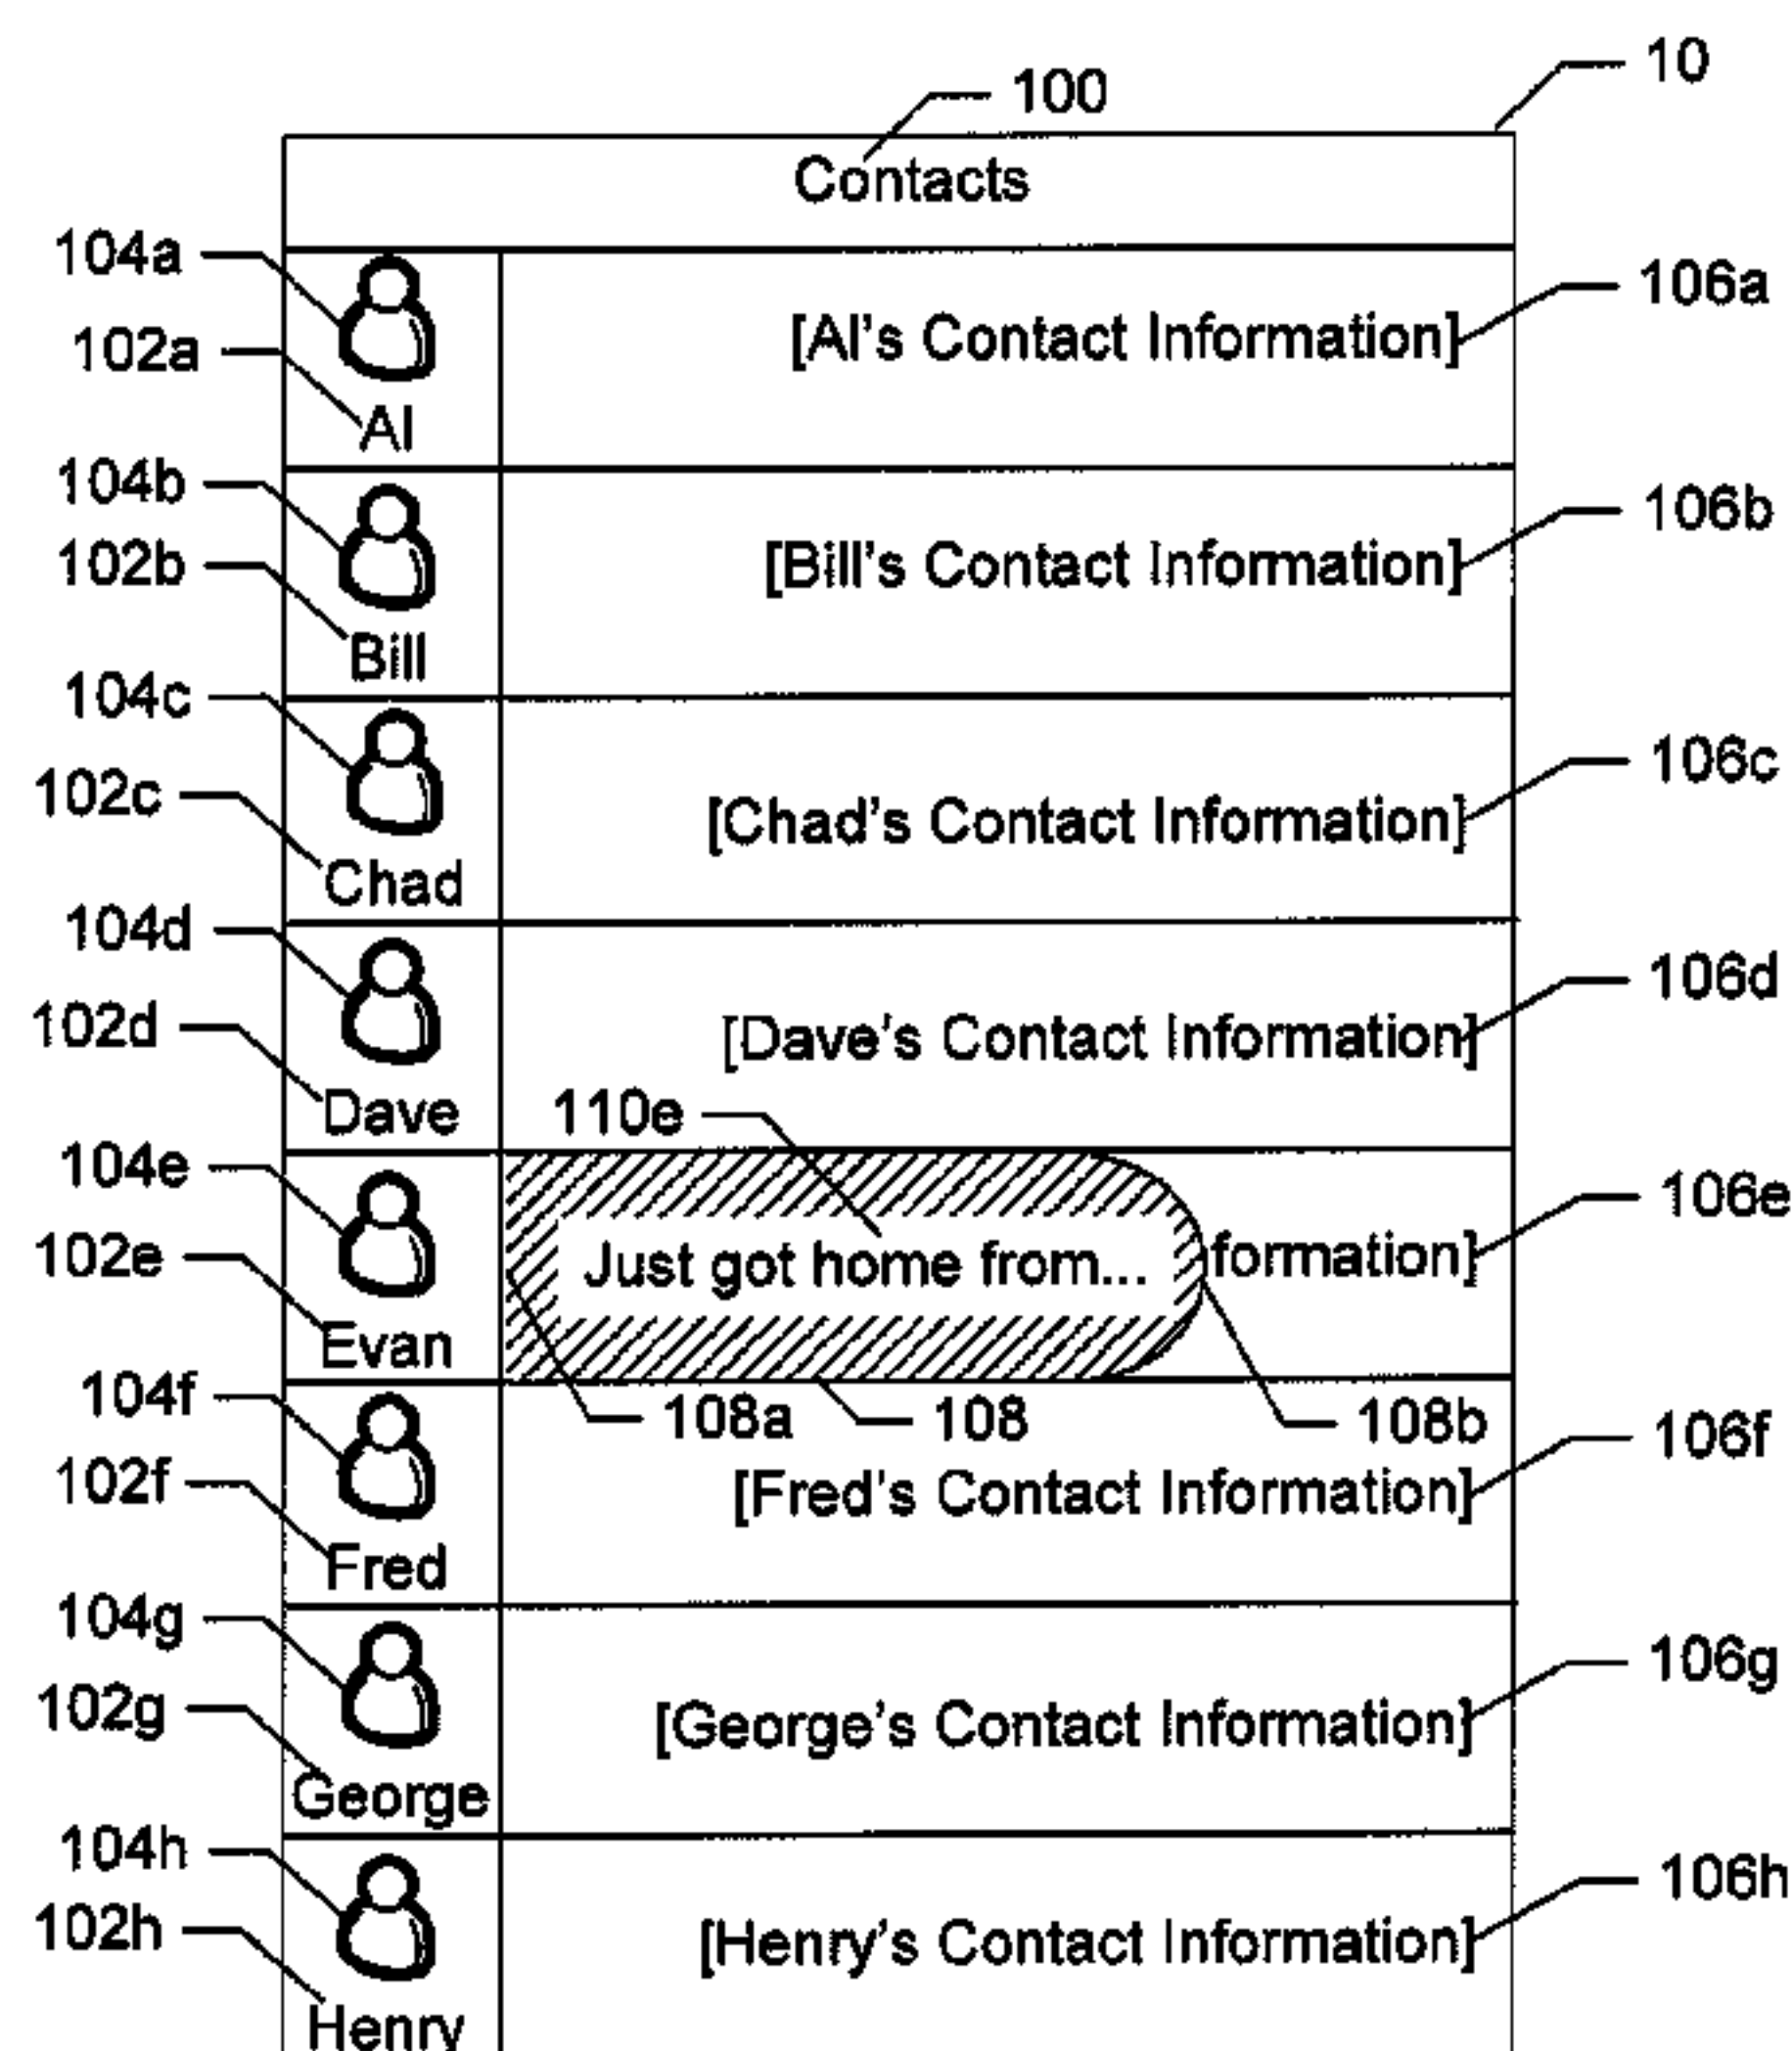 10
100
Contacts
104a
106a
[Al's Contact Information]
102a
Al
104b
106b
102b
[Bill's Contact Information]
Bill
104c
106c
102c
[Chad's Contact Information]
Chad
104d
106d
102d
[Dave's Contact Information]
Dave
110e
104e
106e
102e
Just got home from...
formation]
Evan
104f
108a
108
108b
106f
102f
[Fred's Contact Information]
Fred
104g
106g
102g
[George's Contact Information]
George
104h
106h
102h
[Henry's Contact Information]
Henry